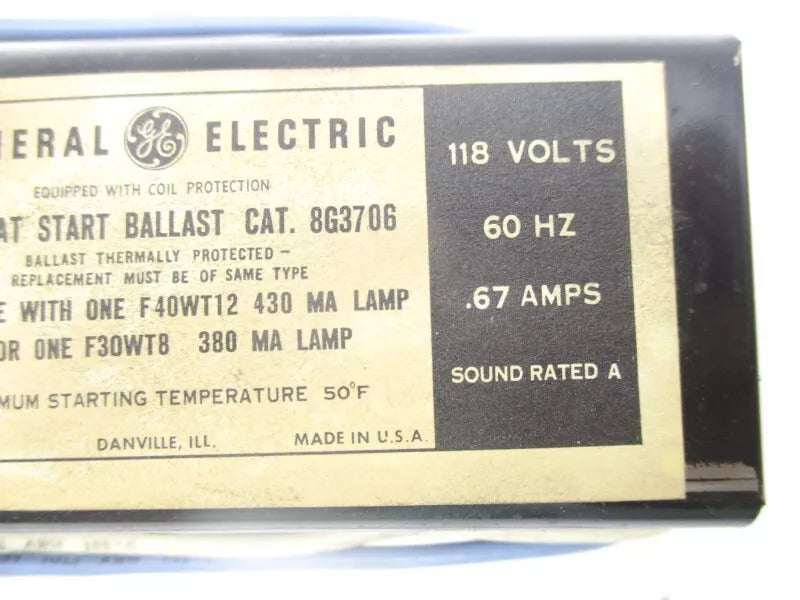 NERAL GE ELECTRIC
EQUIPPED WITH COIL PROTECTION
AT START BALLAST CAT. 8G3706
BALLAST THERMALLY PROTECTED –
REPLACEMENT MUST BE OF SAME TYPE
E WITH ONE F40WT12 430 MA LAMP
OR ONE F30WT8 380 MA LAMP
MUM STARTING TEMPERATURE 50°F
DANVILLE, ILL. MADE IN U.S.A.
118 VOLTS
60 HZ
.67 AMPS
SOUND RATED A